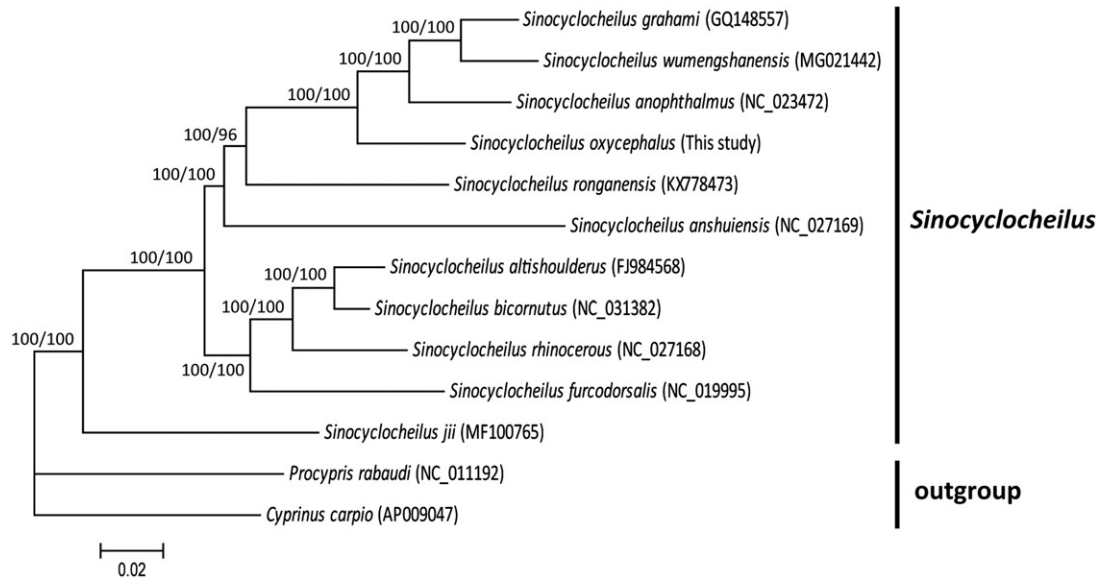 Sinocyclocheilus grahami (GQ148557)
100/100
Sinocyclocheilus wumengshanensis (MG021442)
100/100
Sinocyclocheilus anophthalmus (NC_023472)
100/100
Sinocyclocheilus oxycephalus (This study)
100/96
Sinocyclocheilus ronganensis (KX778473)
100/100
Sinocyclocheilus anshuiensis (NC_027169)
Sinocyclocheilus
100/100
Sinocyclocheilus altishoulderus (FJ984568)
100/100
Sinocyclocheilus bicornutus (NC_031382)
100/100
Sinocyclocheilus rhinocerous (NC_027168)
100/100
100/100
Sinocyclocheilus furcodorsalis (NC_019995)
Sinocyclocheilus jii (MF100765)
Procypris rabaudi (NC_011192)
outgroup
Cyprinus carpio (AP009047)
0.02